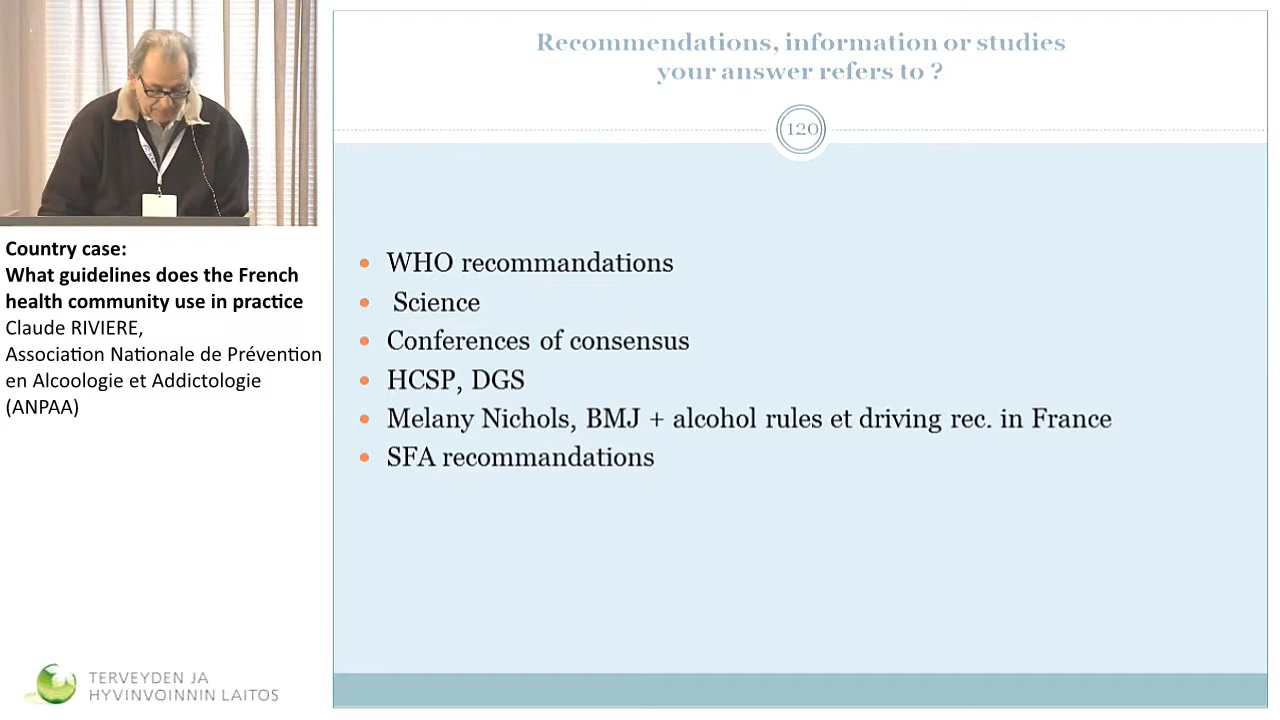 Recommendations, information or studies
your answer refers to ?
120
WHO recommandations
Science
Conferences of consensus
HCSP, DGS
Melany Nichols, BMJ + alcohol rules et driving rec. in France
SFA recommandations
Country case:
What guidelines does the French
health community use in practice
Claude RIVIERE,
Association Nationale de Prévention
en Alcoologie et Addictologie
(ANPAA)
TERVEYDEN JA
HYVINVOINNIN LAITOS